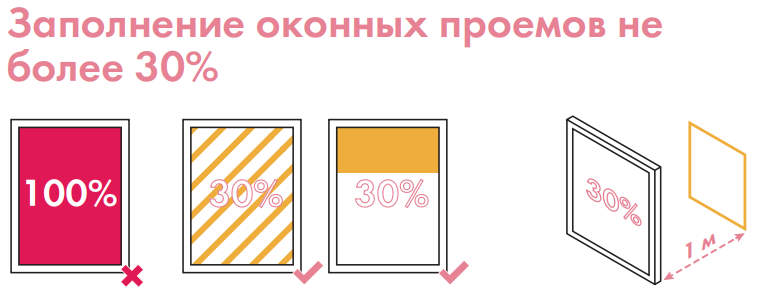 Заполнение оконных проемов не
более 30%
100%
30%
30%
30%
1 м